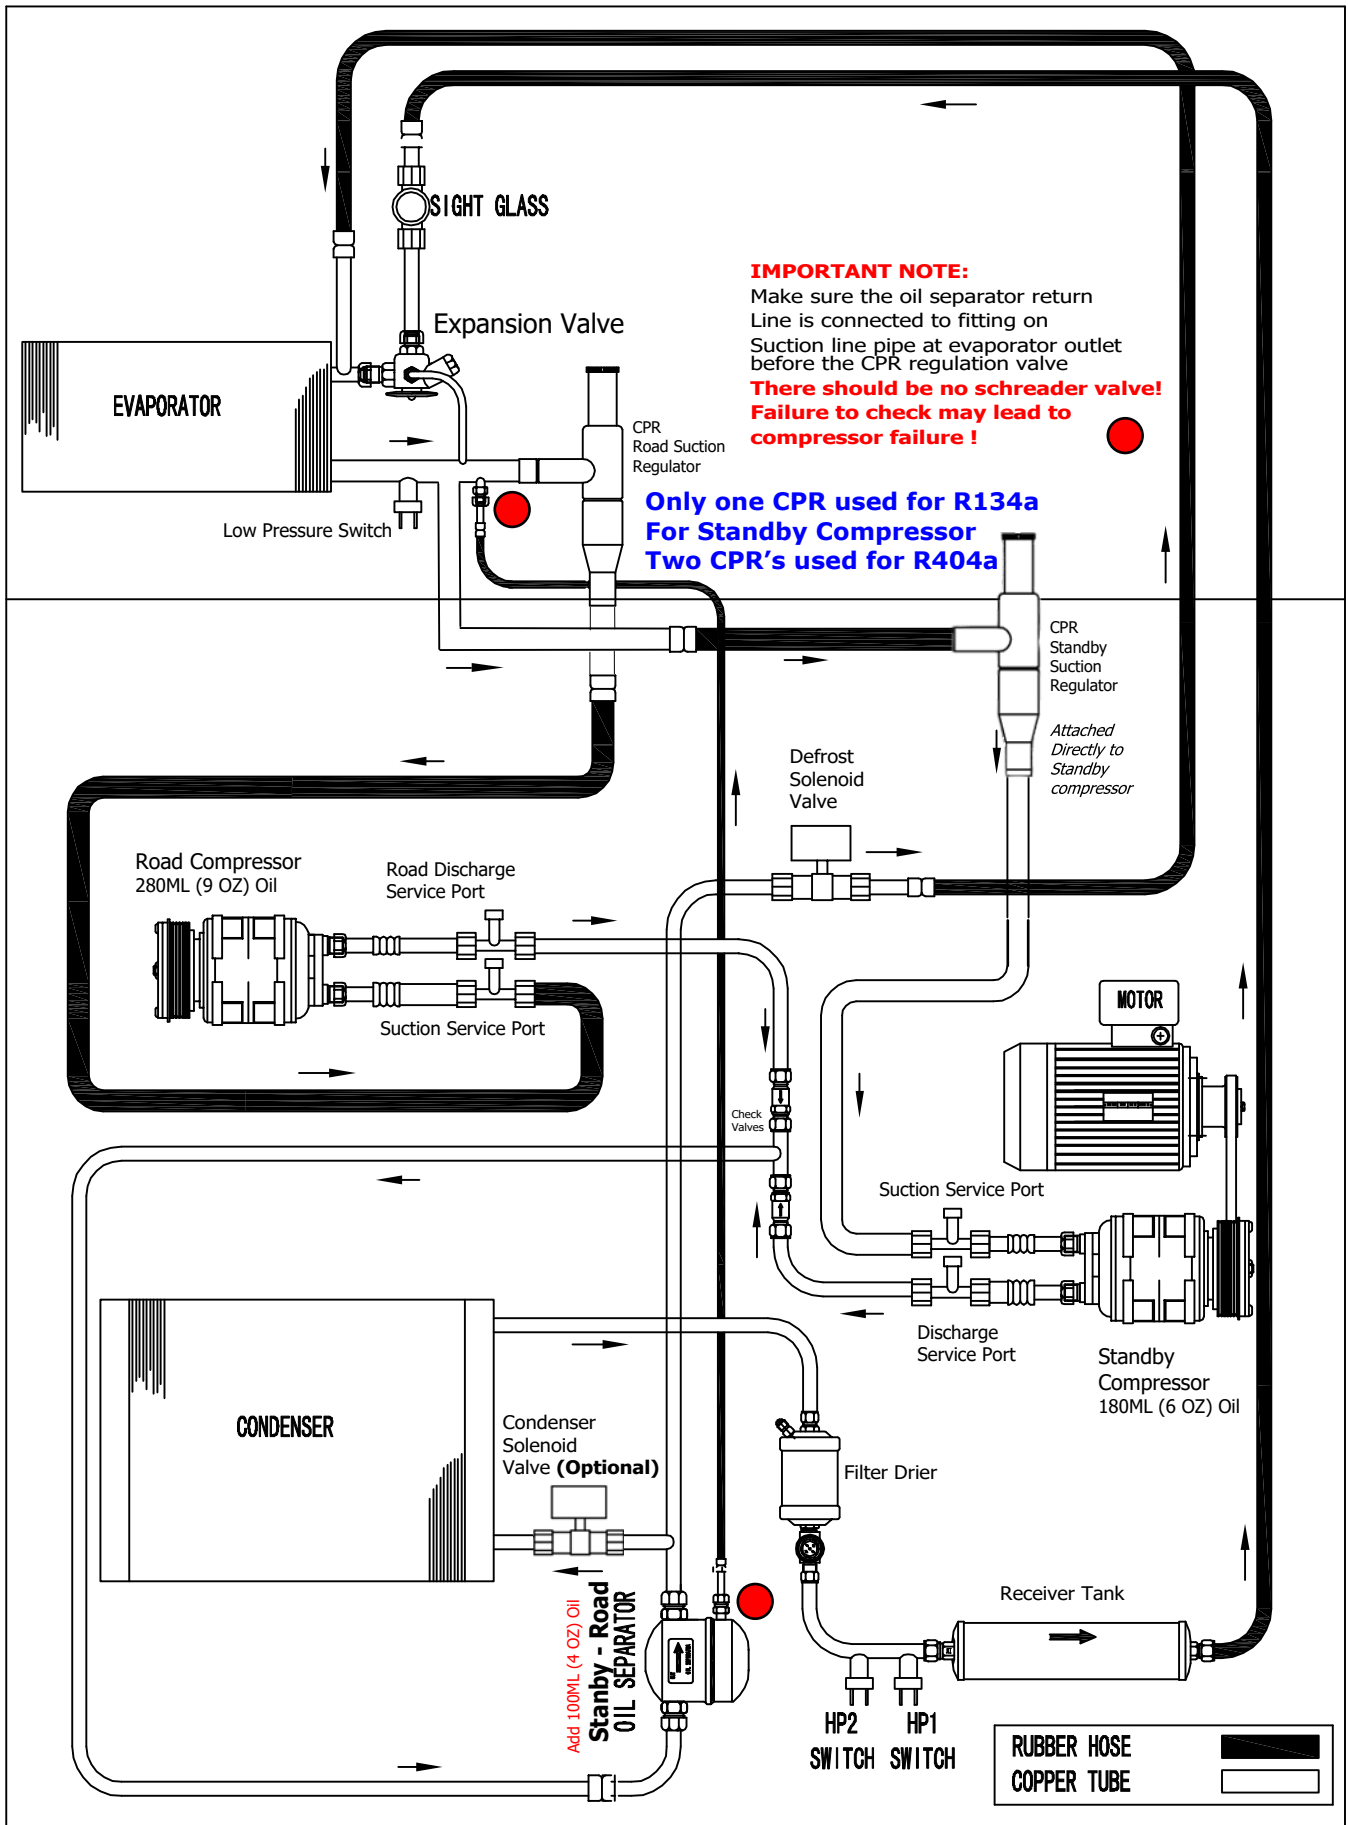 SIGHT GLASS
IMPORTANT NOTE:
Make sure the oil separator return
Line is connected to fitting on
Suction line pipe at evaporator outlet
before the CPR regulation valve
There should be no schreader valve!
Failure to check may lead to
compressor failure !
Expansion Valve
EVAPORATOR
CPR
Road Suction
Regulator
Low Pressure Switch
Only one CPR used for R134a
For Standby Compressor
Two CPR's used for R404a
CPR
Standby
Suction
Regulator
Attached
Directly to
Standby
compressor
Defrost
Solenoid
Valve
Road Compressor
280ML (9 OZ) Oil
Road Discharge
Service Port
Suction Service Port
MOTOR
Check
Valves
Suction Service Port
Discharge
Service Port
Standby
Compressor
180ML (6 OZ) Oil
CONDENSER
Condenser
Solenoid
Valve (Optional)
Filter Drier
Add 100ML (4 OZ) Oil
Stanby - Road
OIL SEPARATOR
Receiver Tank
HP2
SWITCH
HP1
SWITCH
RUBBER HOSE
COPPER TUBE